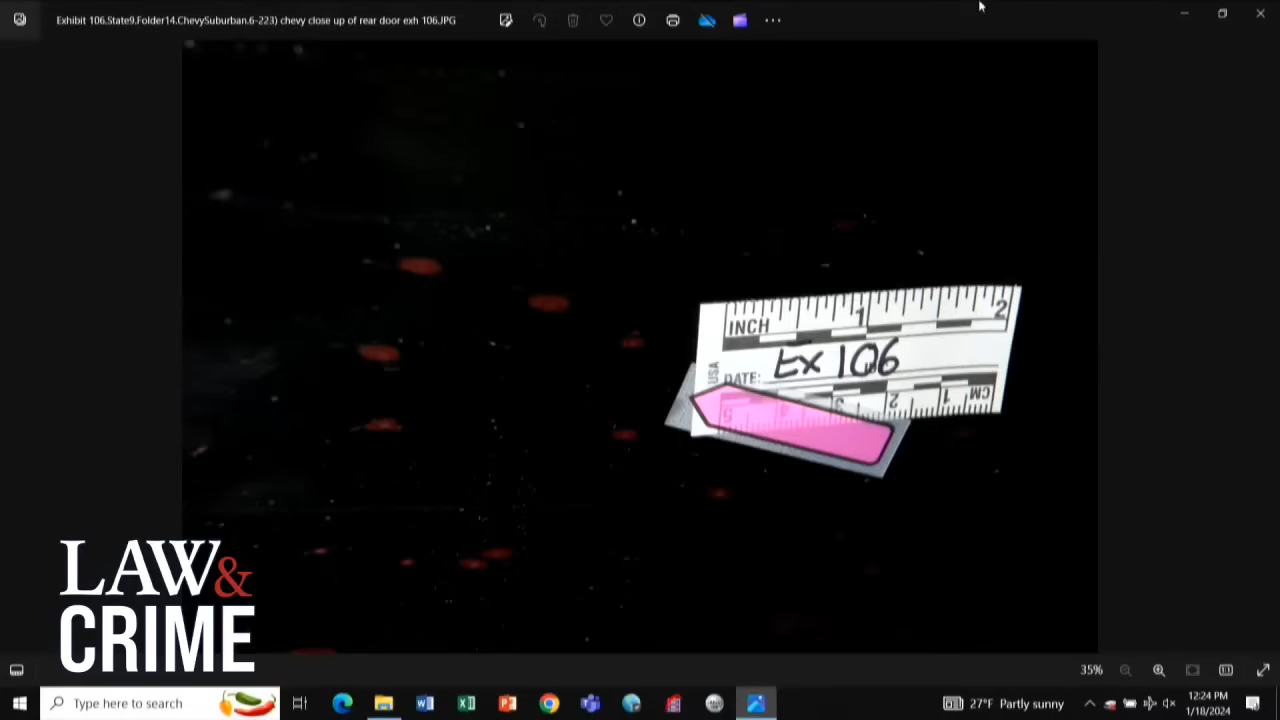 Exhibit 106.State9.Folder14.ChevySuburban.6-223) chevy close up of rear door exh 106.JPG
INCH 1 2
Ex 106
USA DATE:
5 4 3 2 1 CM
LAW&
CRIME
35%
Type here to search
27°F Partly sunny
12:24 PM
1/18/2024